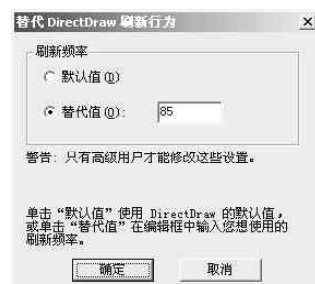 替代 DirectDraw 刷新行为
刷新频率
默认值(D)
替代值(O):
85
警告: 只有高级用户才能修改这些设置。
单击“默认值”使用 DirectDraw 的默认值,
或单击“替代值”在编辑框中输入您想使用的
刷新频率。
确定
取消